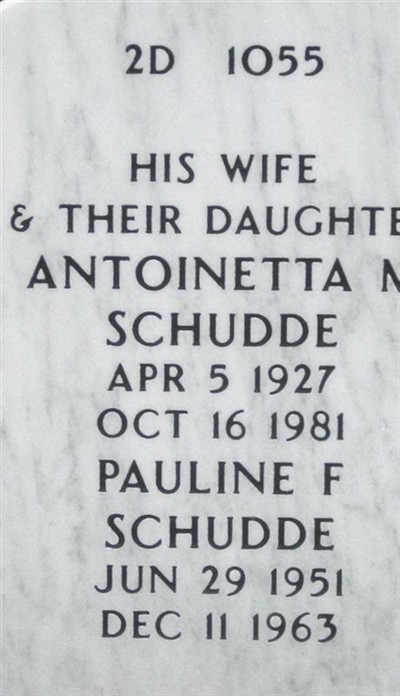 2D 1055
HIS WIFE
& THEIR DAUGHTE
ANTOINETTA M
SCHUDDE
APR 5 1927
OCT 16 1981
PAULINE F
SCHUDDE
JUN 29 1951
DEC 11 1963